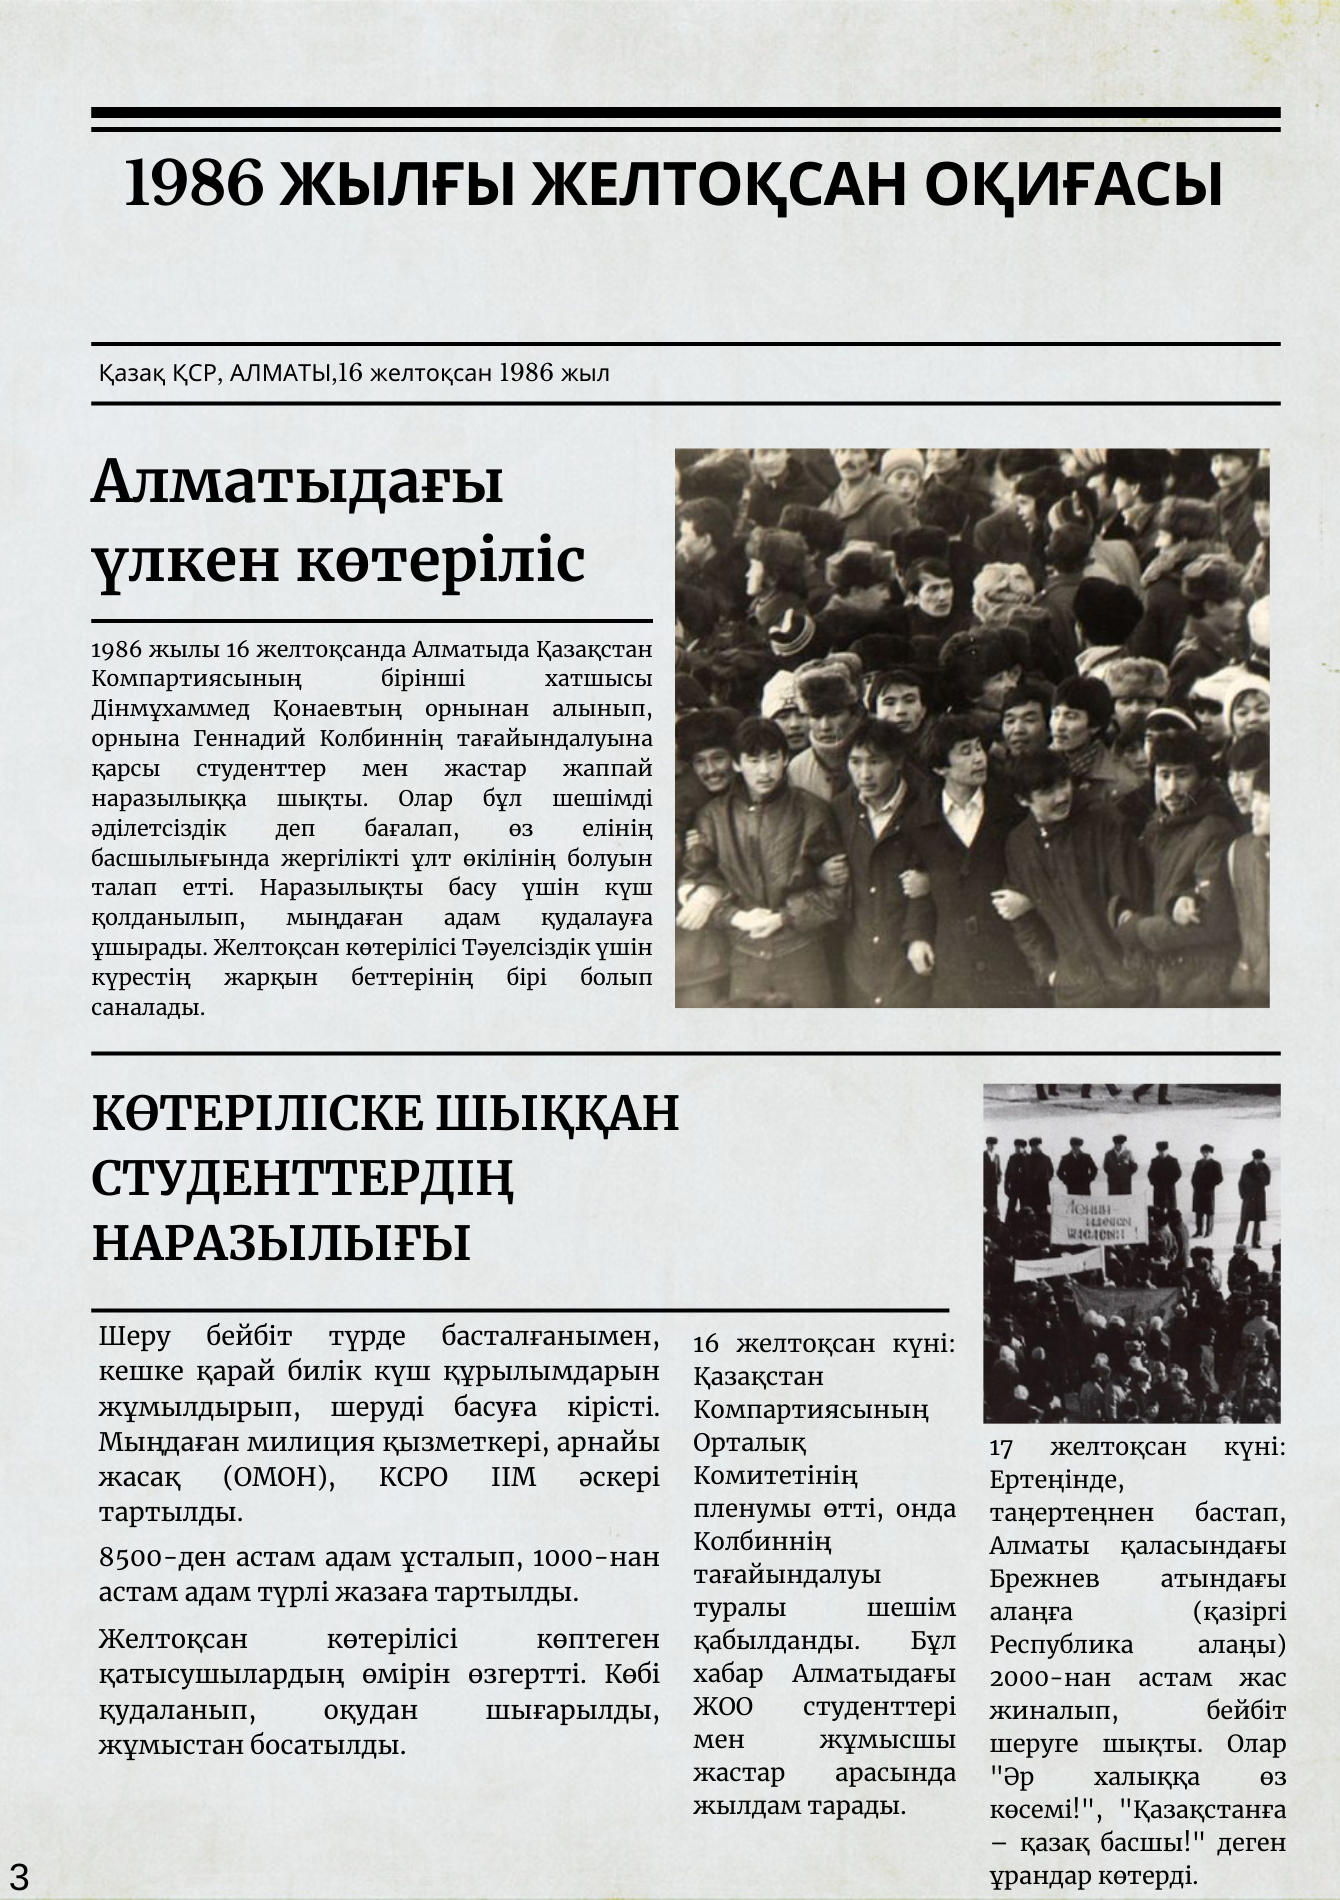 1986 ЖЫЛҒЫ ЖЕЛТОҚСАН ОҚИҒАСЫ
Қазақ ҚСР, АЛМАТЫ,16 желтоқсан 1986 жыл
Алматыдағы
үлкен көтеріліс
1986 жылы 16 желтоқсанда Алматыда Қазақстан
Компартиясының бірінші хатшысы
Дінмұхаммед Қонаевтың орнынан алынып,
орнына Геннадий Колбиннің тағайындалуына
қарсы студенттер мен жастар жаппай
наразылыққа шықты. Олар бұл шешімді
әділетсіздік деп бағалап, өз елінің
басшылығында жергілікті ұлт өкілінің болуын
талап етті. Наразылықты басу үшін күш
қолданылып, мыңдаған адам қудалауға
ұшырады. Желтоқсан көтерілісі Тәуелсіздік үшін
күрестің жарқын беттерінің бірі болып
саналады.
КӨТЕРІЛІСКЕ ШЫҚҚАН
СТУДЕНТТЕРДІҢ
НАРАЗЫЛЫҒЫ
Шеру бейбіт түрде басталғанымен,
кешке қарай билік күш құрылымдарын
жұмылдырып, шеруді басуға кірісті.
Мыңдаған милиция қызметкері, арнайы
жасақ (ОМОН), КСРО ІІМ әскері
тартылды.
8500-ден астам адам ұсталып, 1000-нан
астам адам түрлі жазаға тартылды.
Желтоқсан көтерілісі көптеген
қатысушылардың өмірін өзгертті. Көбі
қудаланып, оқудан шығарылды,
жұмыстан босатылды.
16 желтоқсан күні:
Қазақстан
Компартиясының
Орталық
Комитетінің
пленумы өтті, онда
Колбиннің
тағайындалуы
туралы шешім
қабылданды. Бұл
хабар Алматыдағы
ЖОО студенттері
мен жұмысшы
жастар арасында
жылдам тарады.
17 желтоқсан күні:
Ертеңінде,
таңертеңнен бастап,
Алматы қаласындағы
Брежнев атындағы
алаңға (қазіргі
Республика алаңы)
2000-нан астам жас
жиналып, бейбіт
шеруге шықты. Олар
"Әр халыққа өз
көсемі!", "Қазақстанға
– қазақ басшы!" деген
ұрандар көтерді.
3